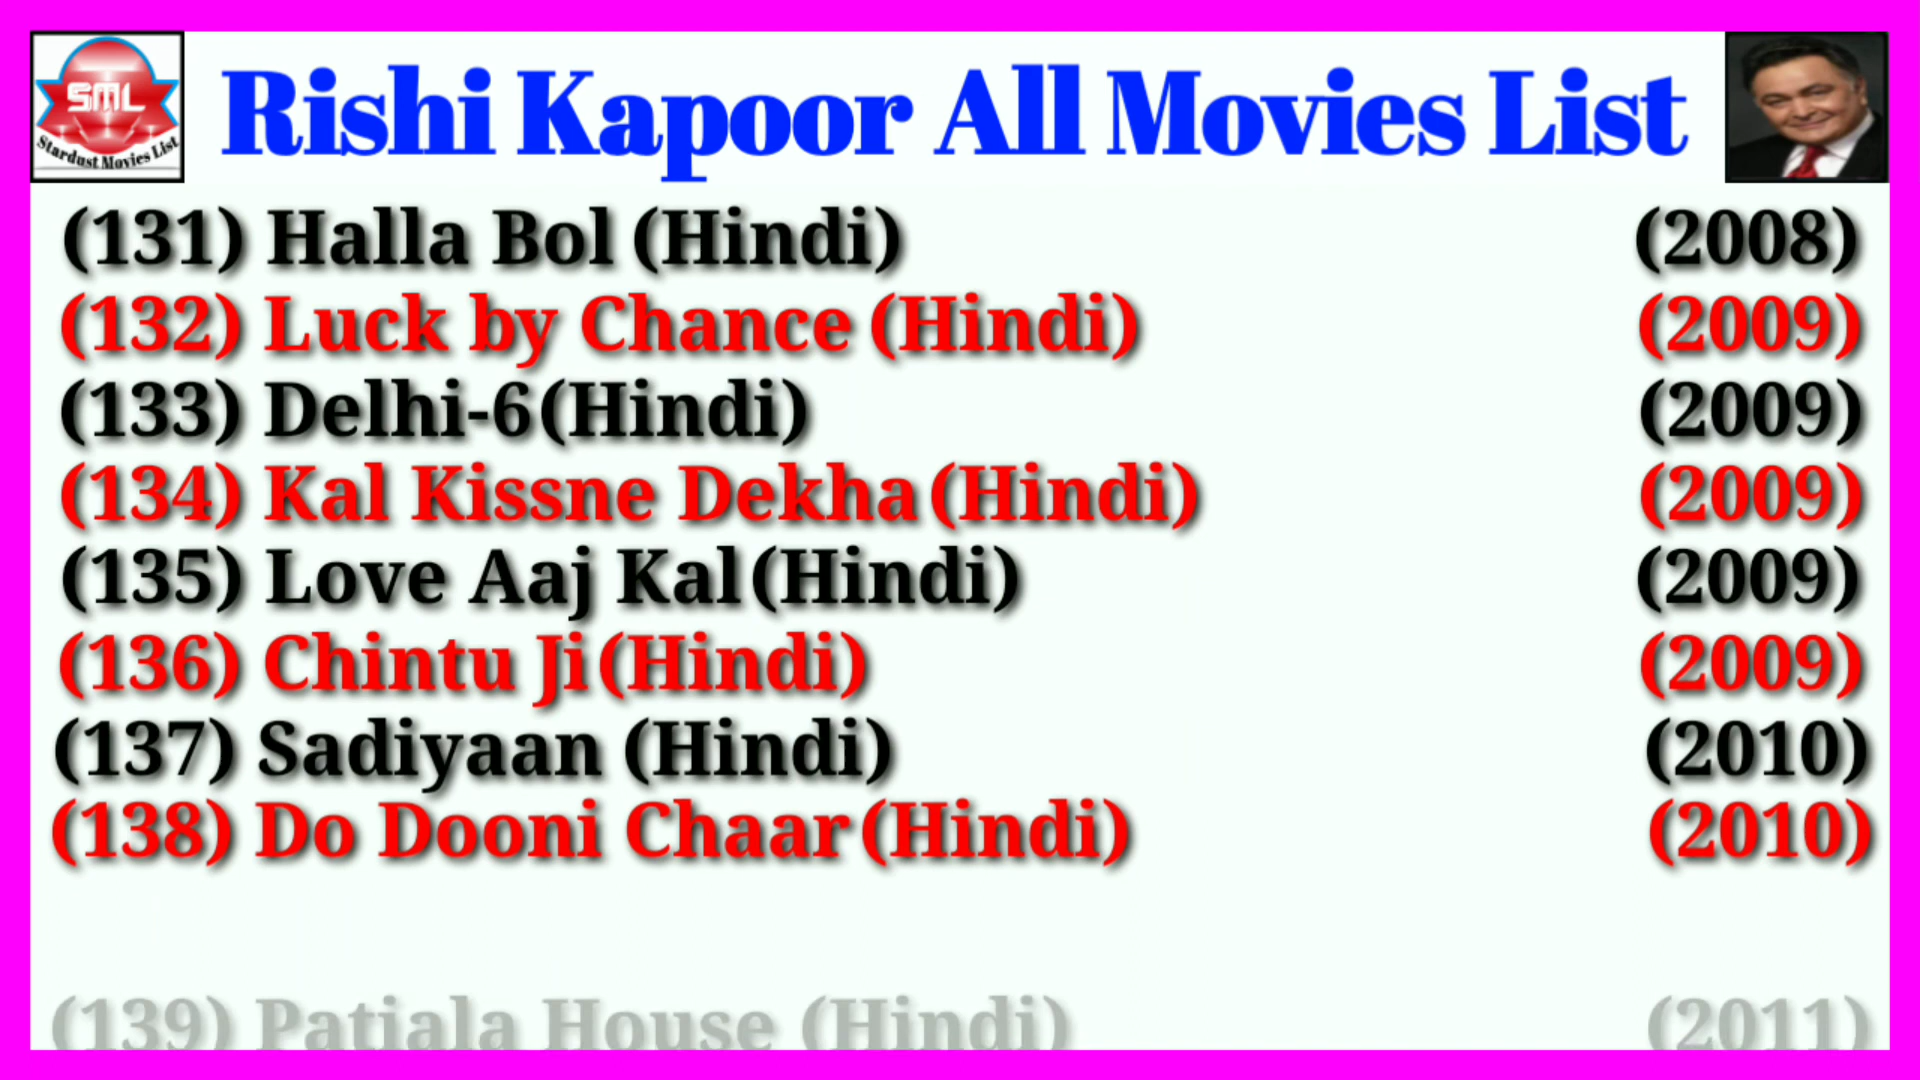 SML
Stardust Movies List
Rishi Kapoor All Movies List
(131) Halla Bol (Hindi) (2008)
(132) Luck by Chance (Hindi) (2009)
(133) Delhi-6(Hindi) (2009)
(134) Kal Kissne Dekha(Hindi) (2009)
(135) Love Aaj Kal(Hindi) (2009)
(136) Chintu Ji(Hindi) (2009)
(137) Sadiyaan (Hindi) (2010)
(138) Do Dooni Chaar(Hindi) (2010)
(139) Patiala House (Hindi) (2011)